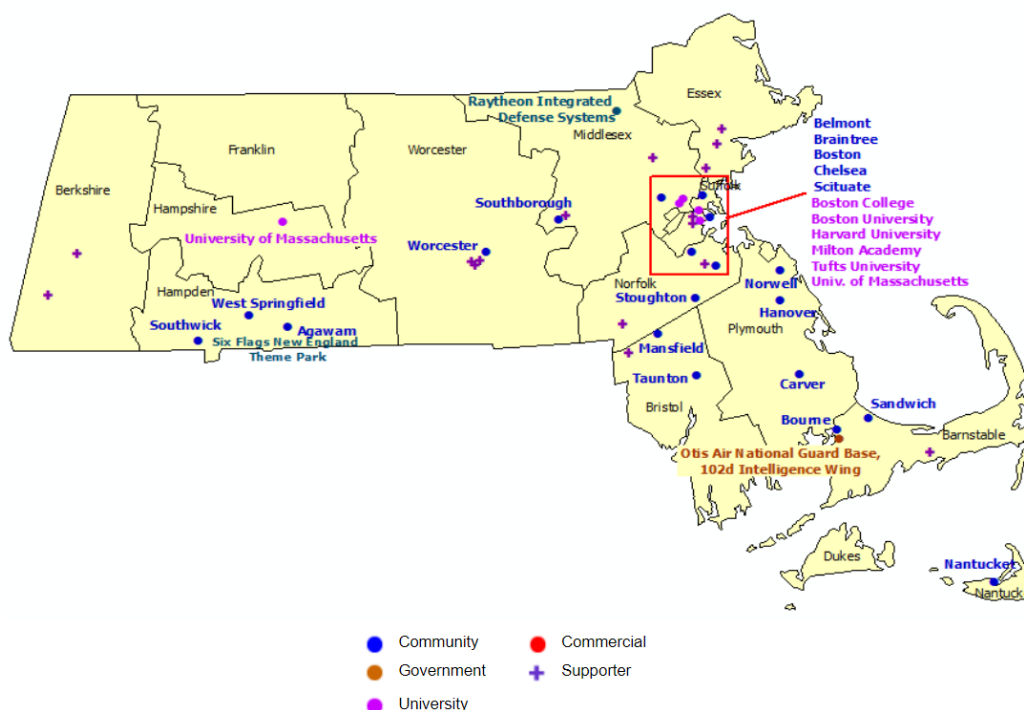 Essex
Raytheon Integrated
Defense Systems
Middlesex
Belmont
Braintree
Boston
Chelsea
Scituate
Boston College
Boston University
Harvard University
Milton Academy
Tufts University
Univ. of Massachusetts
Franklin
Worcester
Berkshire
Suffolk
Hampshire
Southborough
University of Massachusetts
Worcester
Hampden
West Springfield
Norfolk
Norwell
Stoughton
Hanover
Southwick
Agawam
Plymouth
Six Flags New England
Theme Park
Mansfield
Taunton
Carver
Bristol
Sandwich
Bourne
Barnstable
Otis Air National Guard Base,
102d Intelligence Wing
Dukes
Nantucket
Nantuck
Community
Commercial
Government
Supporter
University